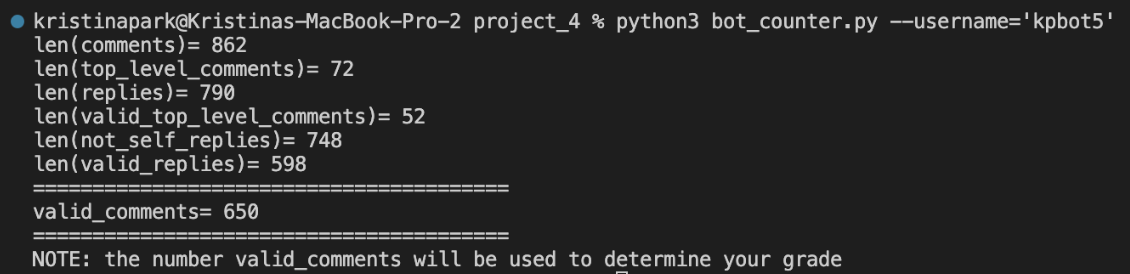 kristinapark@Kristinas-MacBook-Pro-2 project_4 % python3 bot_counter.py --username='kpbot5'
len(comments)= 862
len(top_level_comments)= 72
len(replies)= 790
len(valid_top_level_comments)= 52
len(not_self_replies)= 748
len(valid_replies)= 598
========================================
valid_comments= 650
========================================
NOTE: the number valid_comments will be used to determine your grade